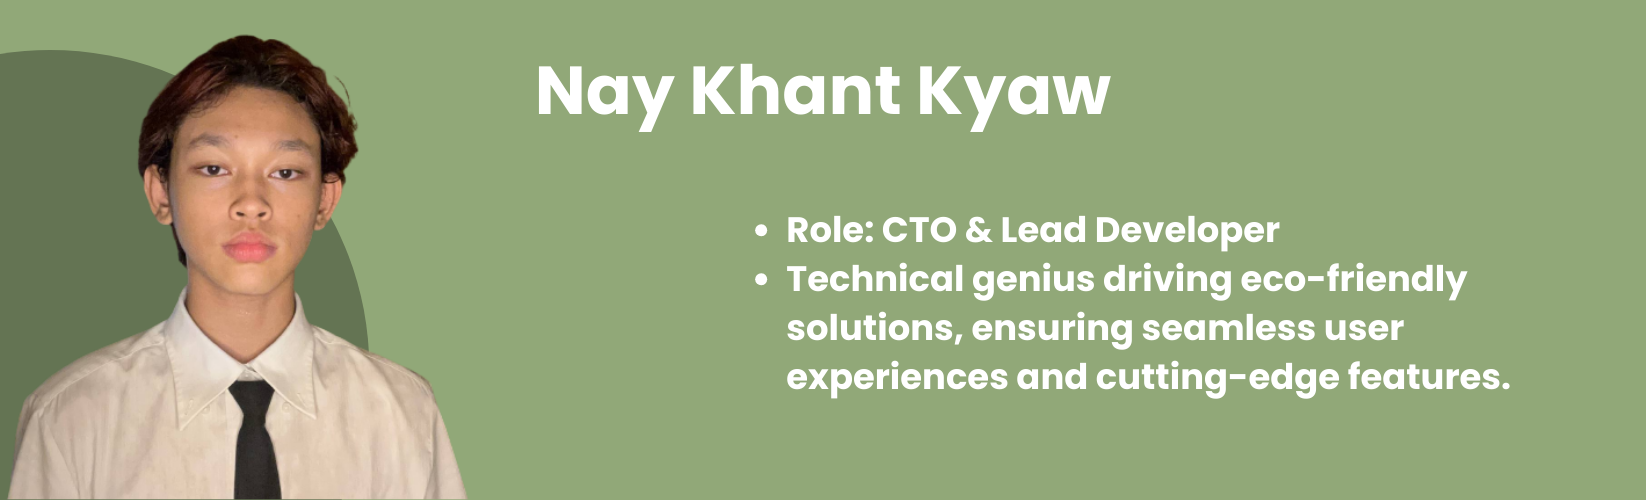 Nay Khant Kyaw
• Role: CTO & Lead Developer
• Technical genius driving eco-friendly
solutions, ensuring seamless user
experiences and cutting-edge features.